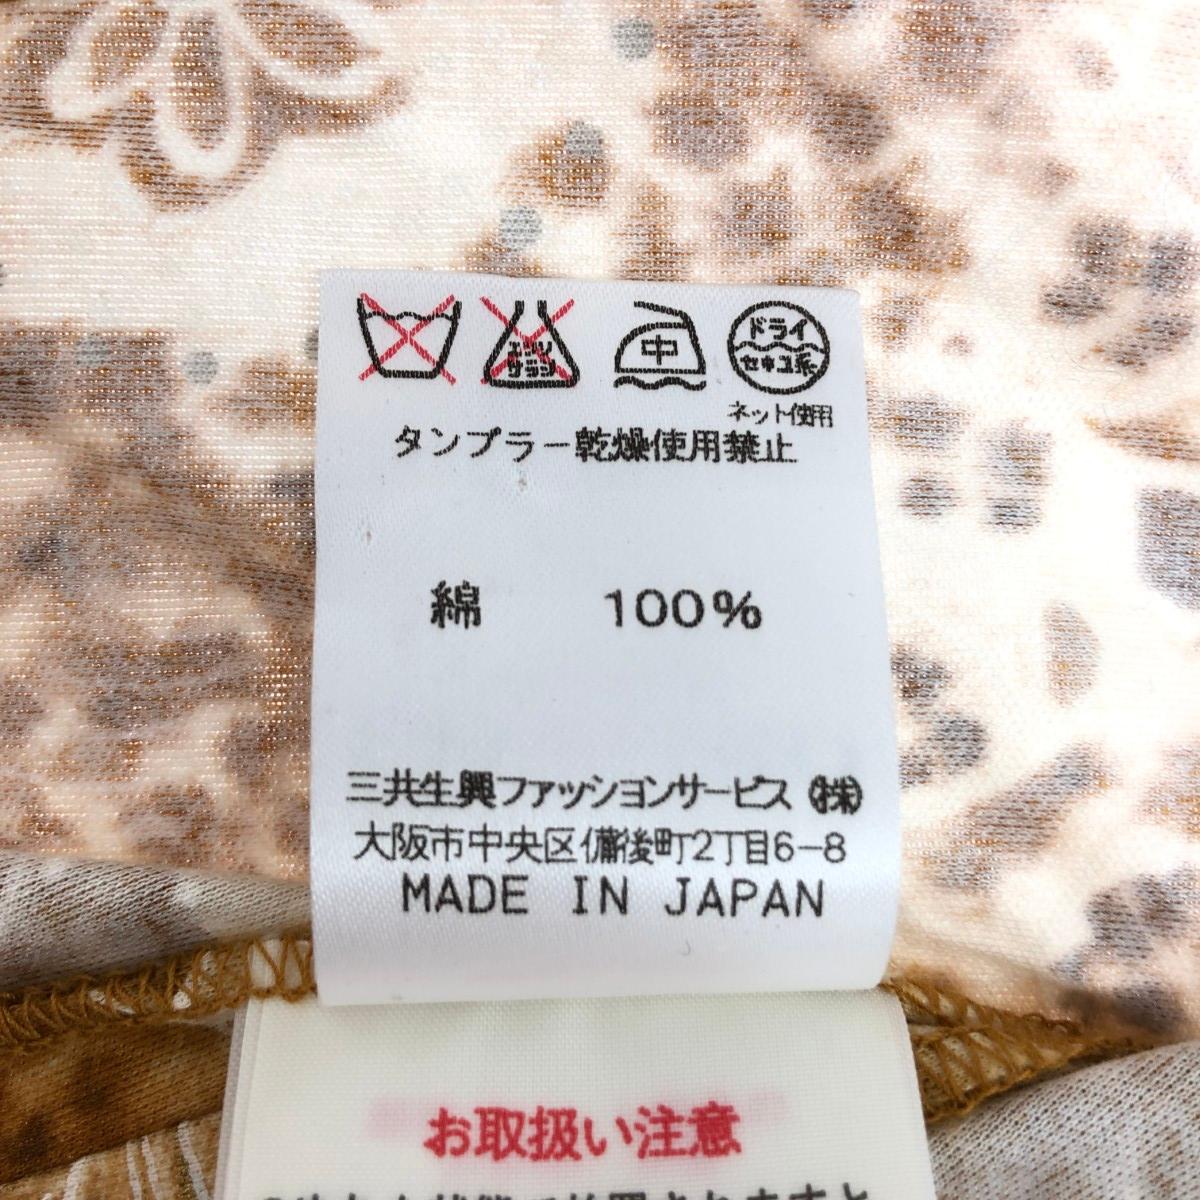 エンソ
サラシ
中
ドライ
セキユ系
ネット使用
タンブラー乾燥使用禁止
綿 100%
三共生興ファッションサービス ㈱
大阪市中央区備後町2丁目6-8
MADE IN JAPAN
お取扱い注意